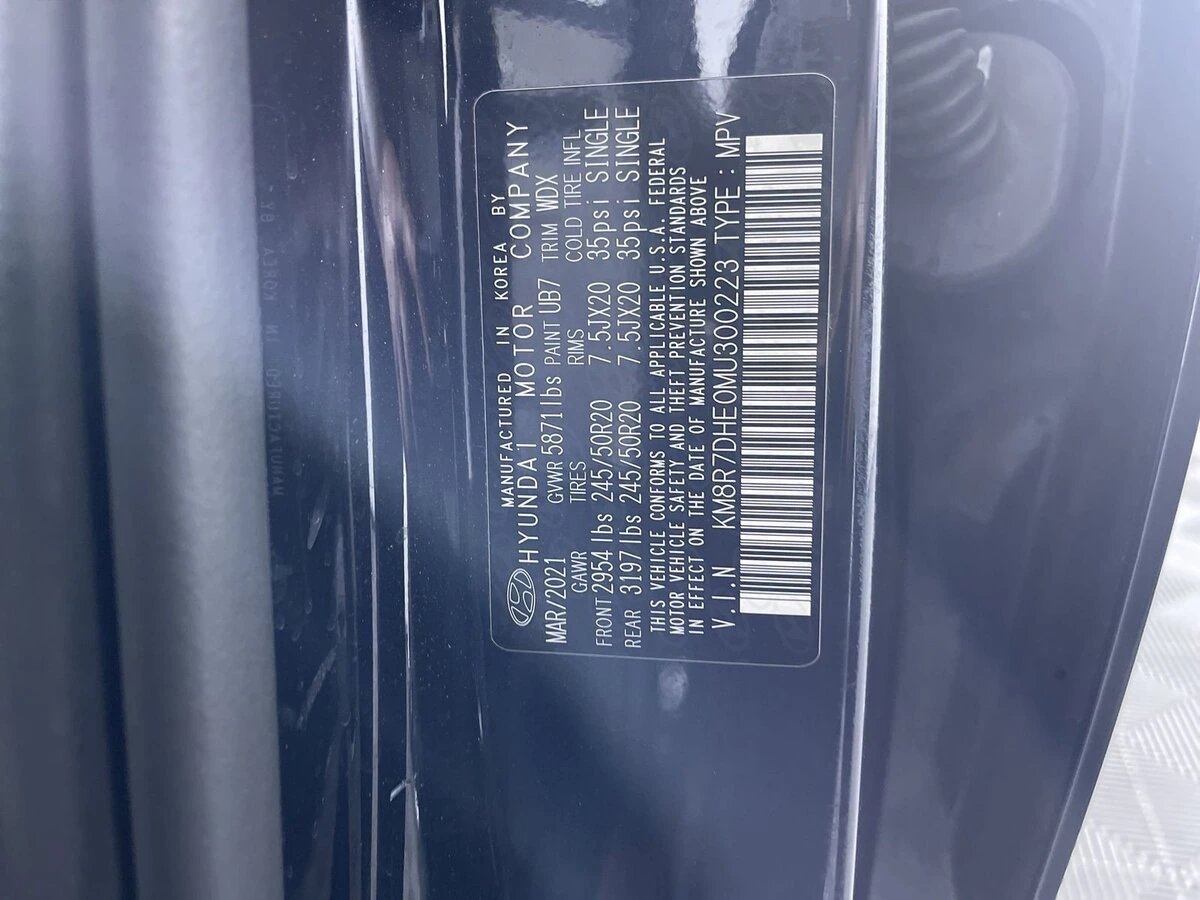 MANUFACTURED IN KOREA BY
HYUNDAI MOTOR COMPANY
MAR/2021 GVWR 5871lbs PAINT UB7 TRIM WDX
GAWR TIRES RIMS COLD TIRE INFL
FRONT 2954 lbs 245/50R20 7.5JX20 35psi SINGLE
REAR 3197 lbs 245/50R20 7.5JX20 35psi SINGLE
THIS VEHICLE CONFORMS TO ALL APPLICABLE U.S.A. FEDERAL
MOTOR VEHICLE SAFETY AND THEFT PREVENTION STANDARDS
IN EFFECT ON THE DATE OF MANUFACTURE SHOWN ABOVE
V.I.N KM8R7DHE0MU300223 TYPE : MPV